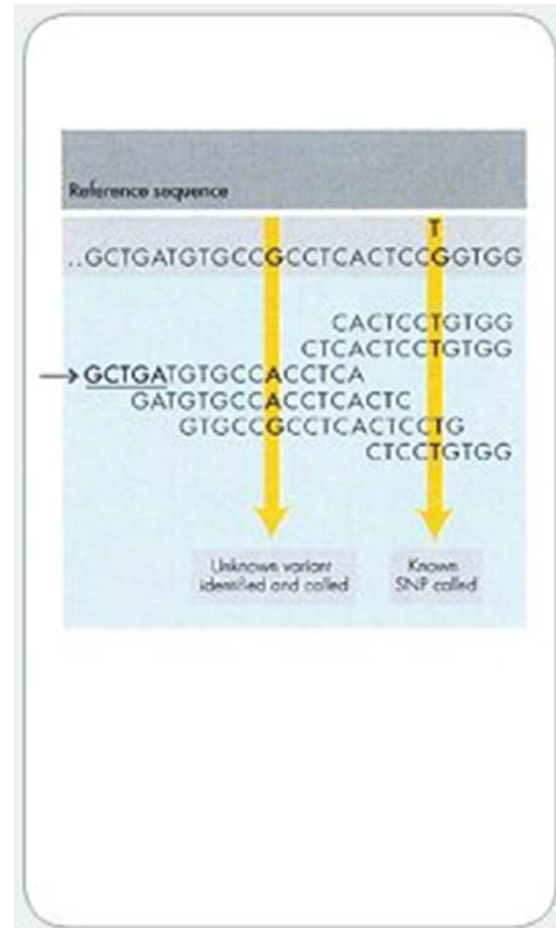 Reference sequence
T
..GCTGATGTGCCGCCTCACTCCGGTGG
CACTCCTGTGG
CTCACTCCTGTGG
GCTGATGTGCCACCTCA
GATGTGCCACCTCACTC
GTGCCGCCTCACTCCTG
CTCCTGTGG
Unknown variant
identified and called
Known
SNP called